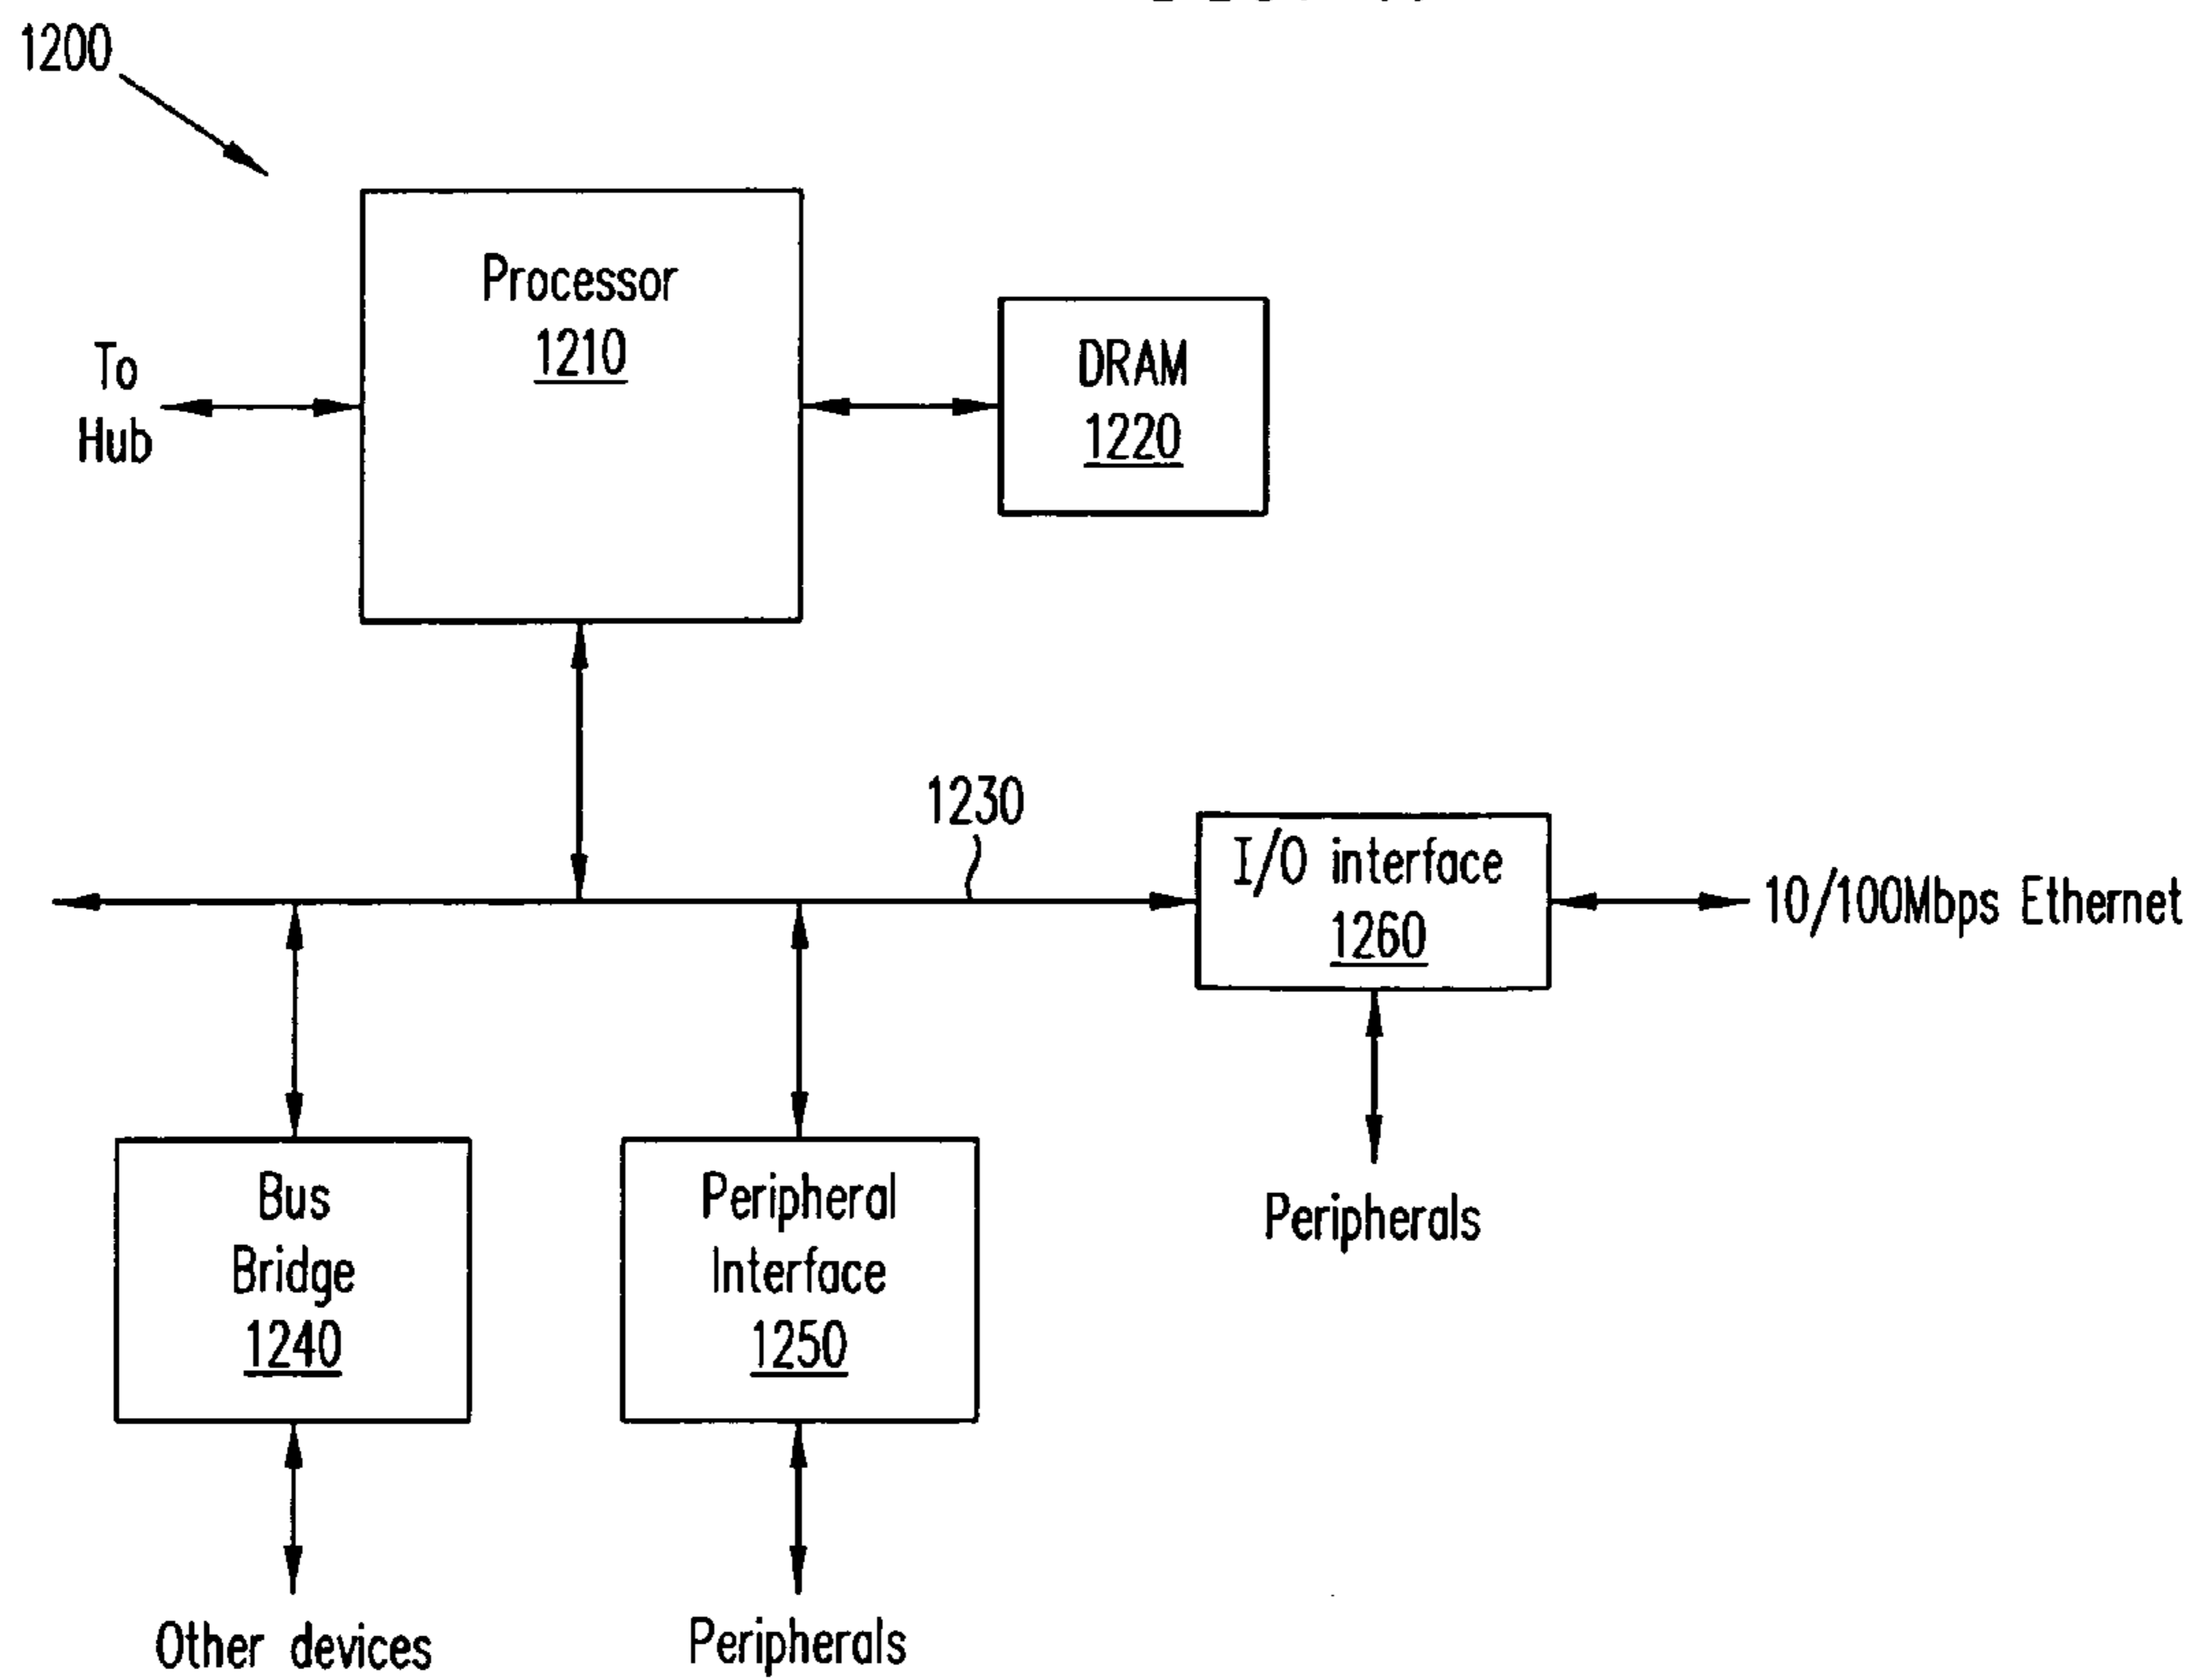 1200
Processor
1210
To
Hub
DRAM
1220
1230
I/O interface
1260
10/100Mbps Ethernet
Bus
Bridge
1240
Peripheral
Interface
1250
Peripherals
Other devices
Peripherals